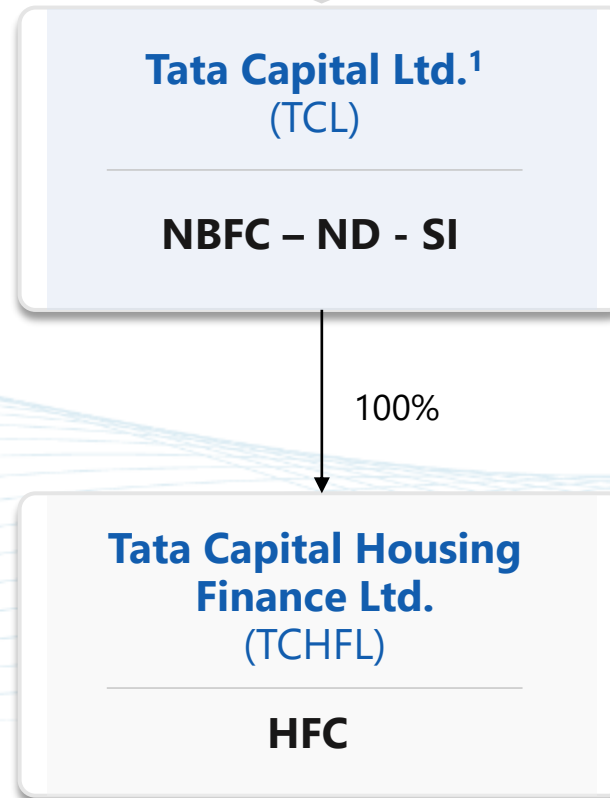 Tata Capital Ltd.¹
(TCL)
NBFC – ND - SI
100%
Tata Capital Housing
Finance Ltd.
(TCHFL)
HFC